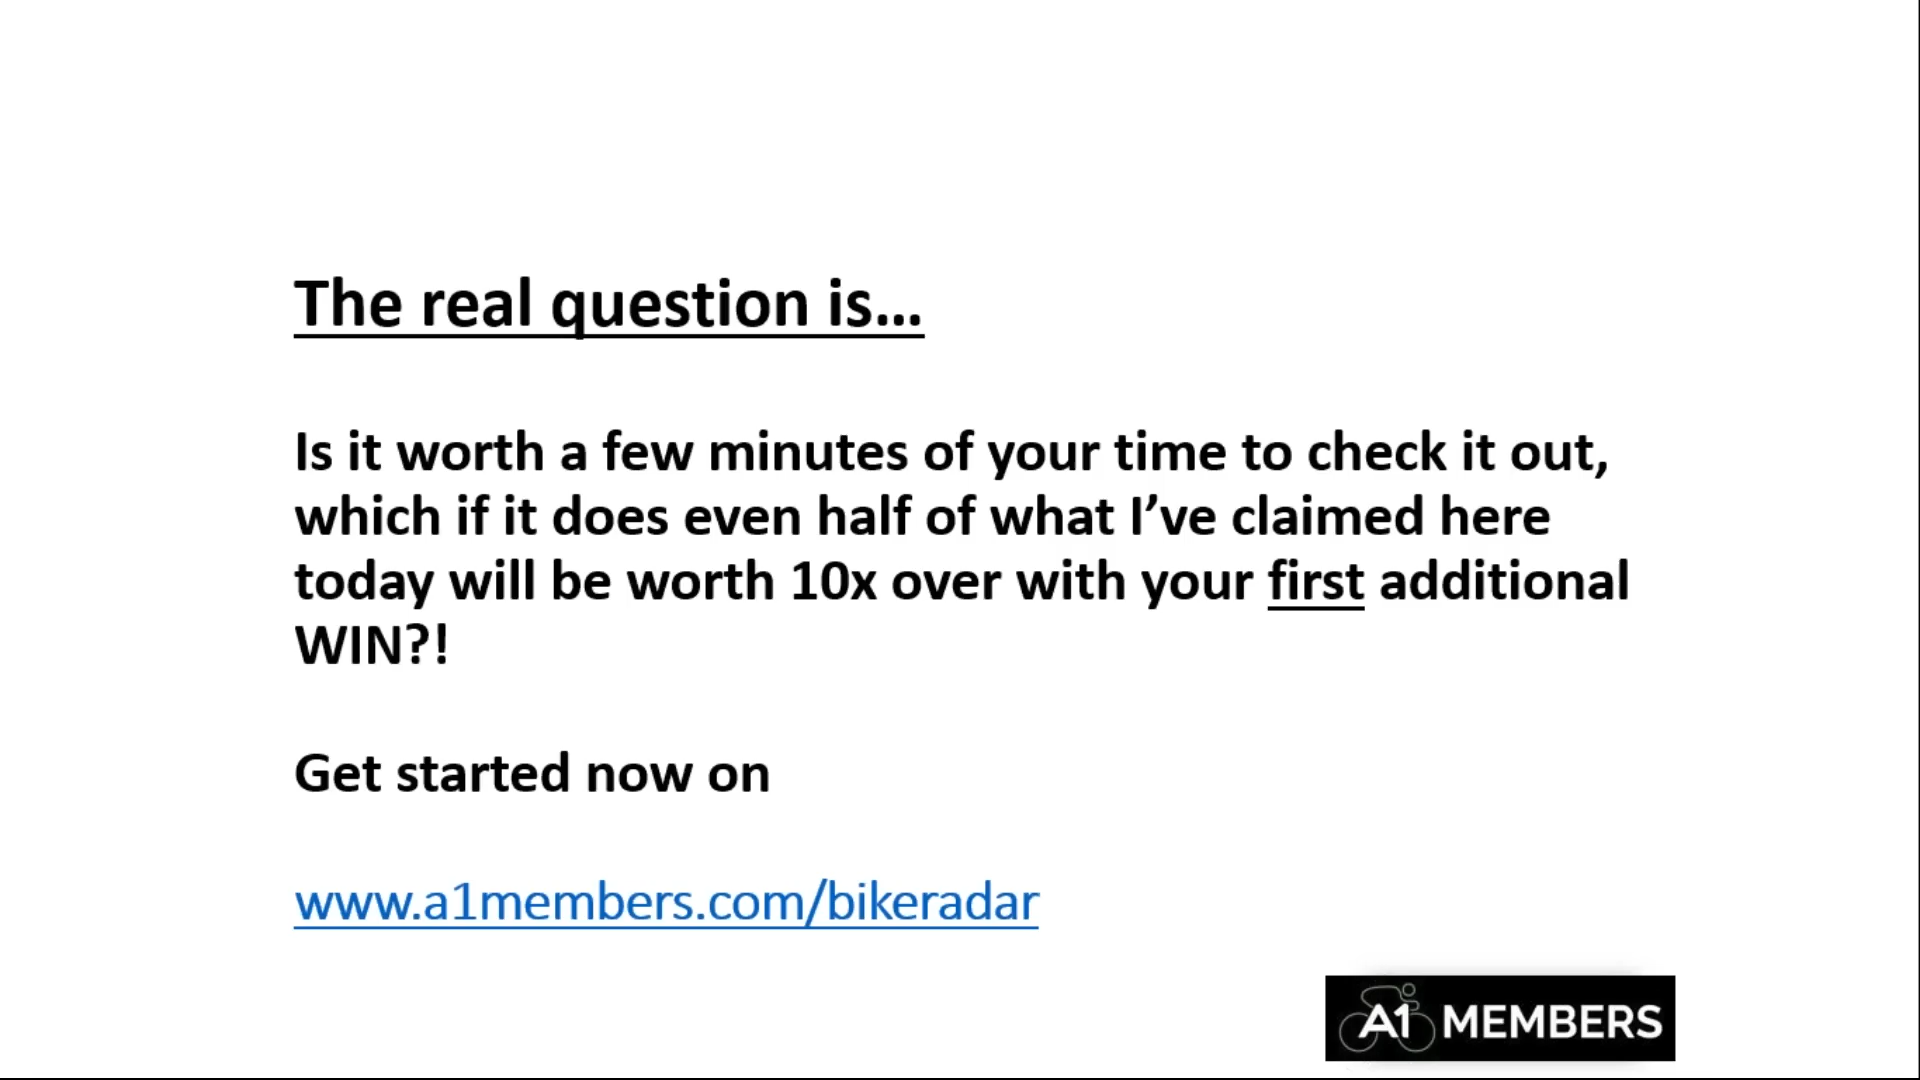 The real question is...
Is it worth a few minutes of your time to check it out,
which if it does even half of what I’ve claimed here
today will be worth 10x over with your first additional
WIN?!
Get started now on
www.a1members.com/bikeradar
A1 MEMBERS